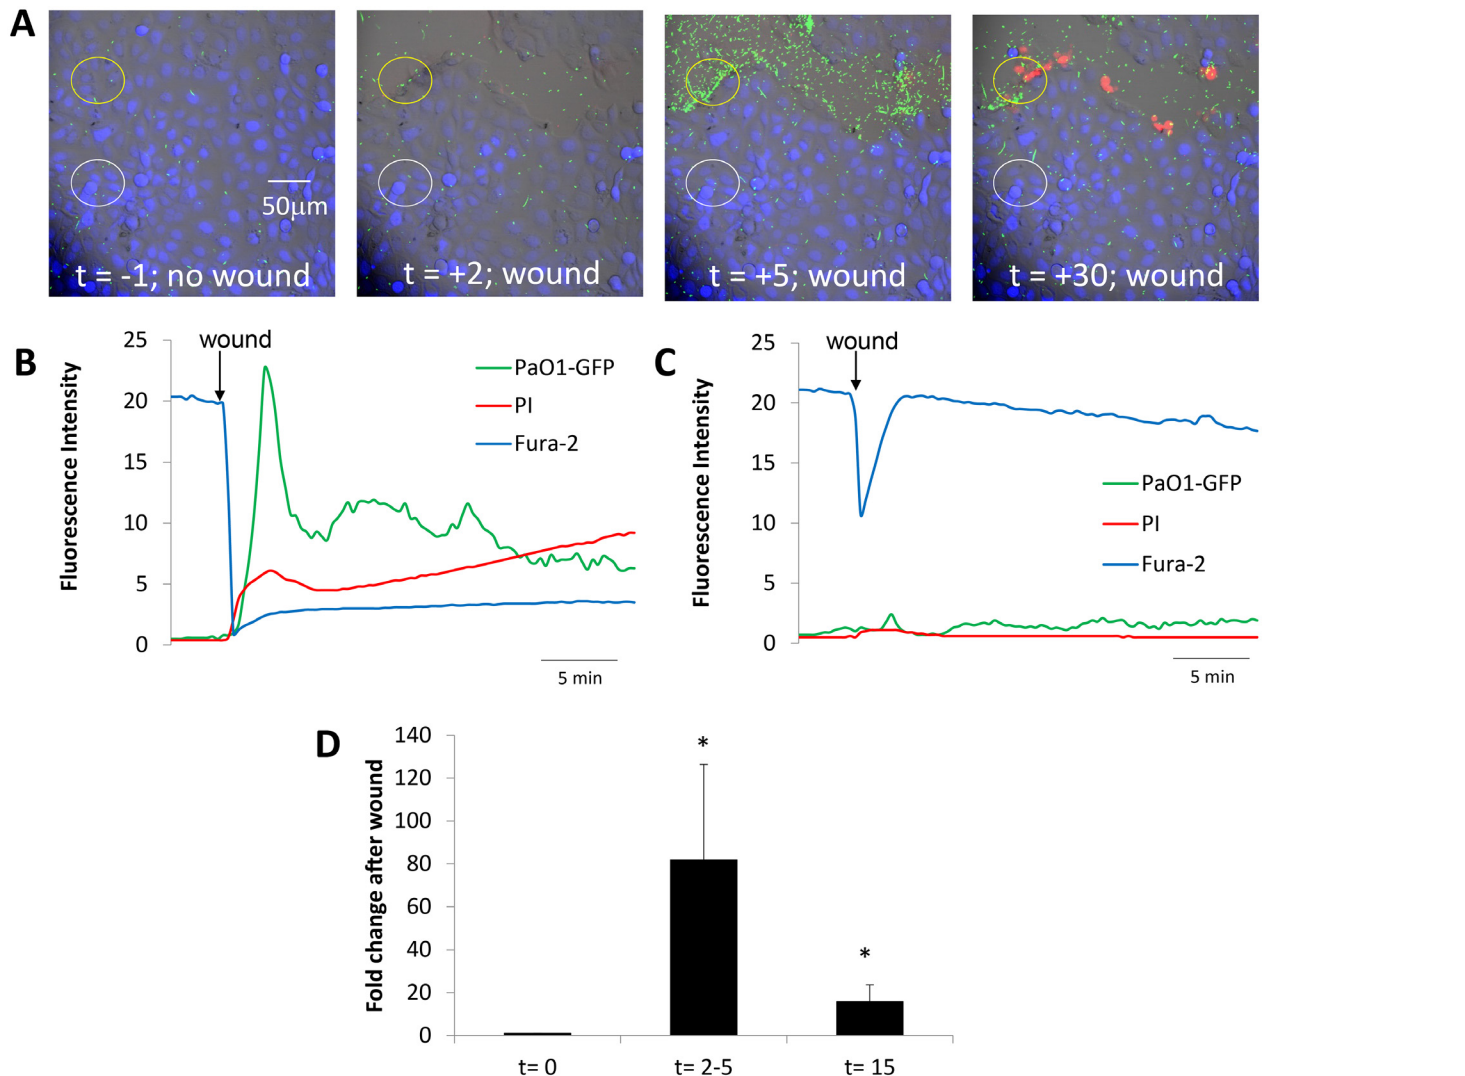 A
50μm
t = -1; no wound
t = +2; wound
t = +5; wound
t = +30; wound
B
Fluorescence Intensity
25
20
15
10
5
0
wound
PaO1-GFP
PI
Fura-2
5 min
C
Fluorescence Intensity
25
20
15
10
5
0
wound
PaO1-GFP
PI
Fura-2
5 min
D
Fold change after wound
140
120
100
80
60
40
20
0
*
*
t= 0
t= 2-5
t= 15